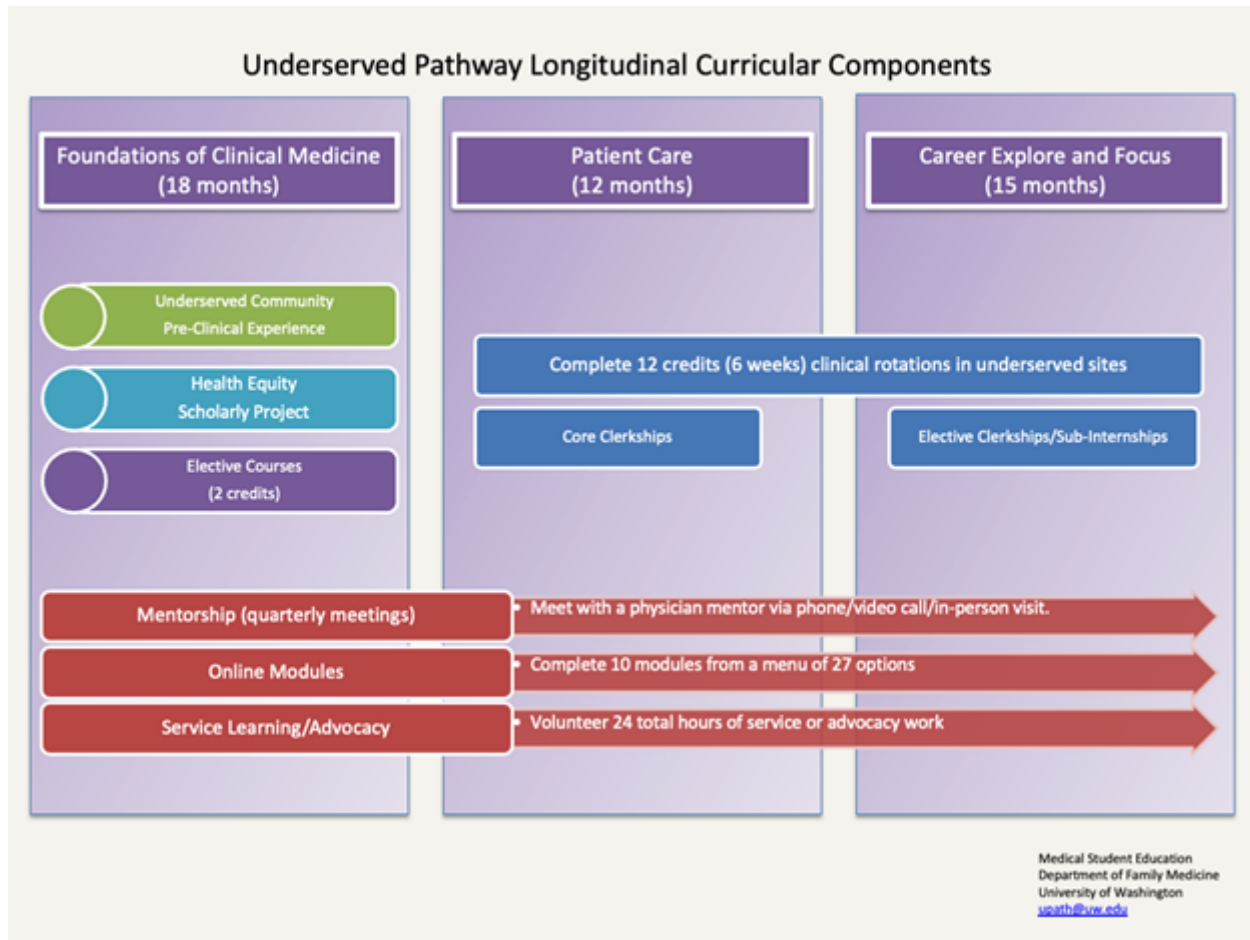 Underserved Pathway Longitudinal Curricular Components
Foundations of Clinical Medicine
(18 months)
Patient Care
(12 months)
Career Explore and Focus
(15 months)
Underserved Community
Pre-Clinical Experience
Health Equity
Scholarly Project
Elective Courses
(2 credits)
Complete 12 credits (6 weeks) clinical rotations in underserved sites
Core Clerkships
Elective Clerkships/Sub-Internships
Mentorship (quarterly meetings)
• Meet with a physician mentor via phone/video call/in-person visit.
Online Modules
• Complete 10 modules from a menu of 27 options
Service Learning/Advocacy
• Volunteer 24 total hours of service or advocacy work
Medical Student Education
Department of Family Medicine
University of Washington
upath@uw.edu